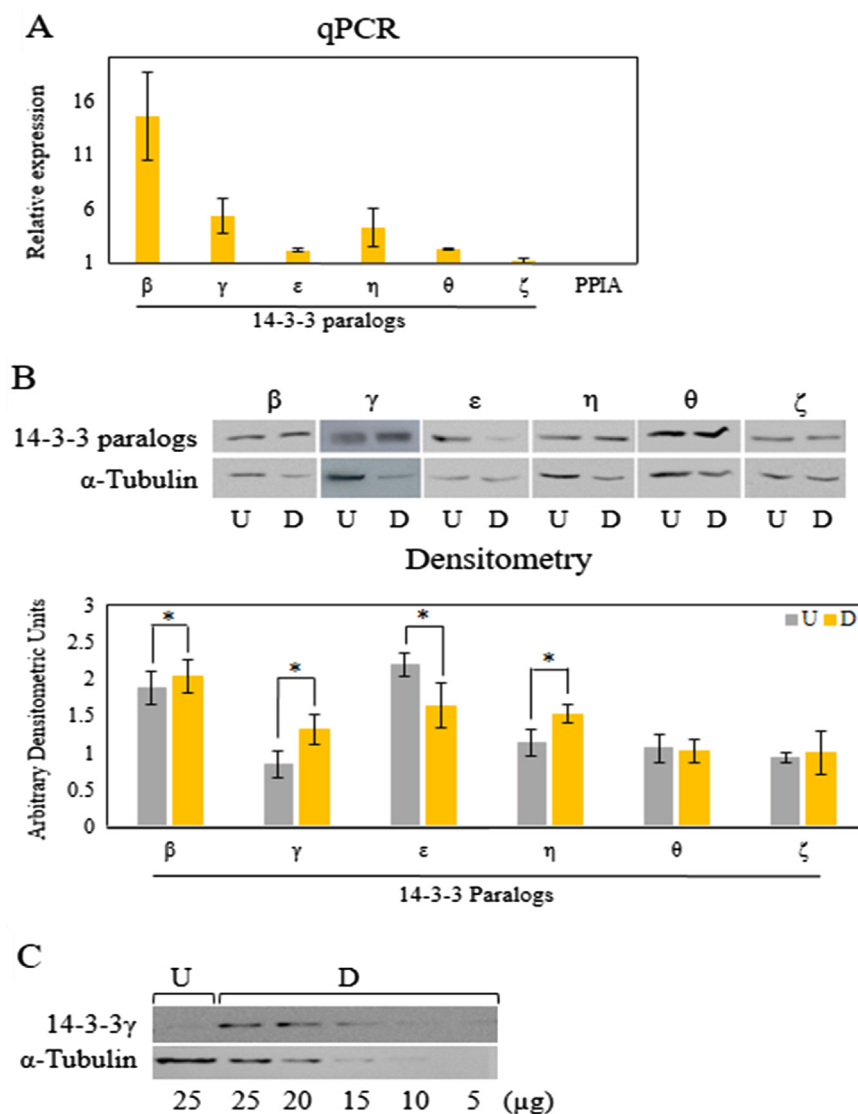 A
qPCR
Relative expression
16
11
6
1
β γ ε η θ ζ PPIA
14-3-3 paralogs
B
β γ ε η θ ζ
14-3-3 paralogs
α-Tubulin
U D U D U D U D U D U D
Densitometry
Arbitrary Densitometric Units
3
2.5
2
1.5
1
0.5
0
U D
* * * *
β γ ε η θ ζ
14-3-3 Paralogs
C
U D
14-3-3γ
α-Tubulin
25 25 20 15 10 5 (µg)